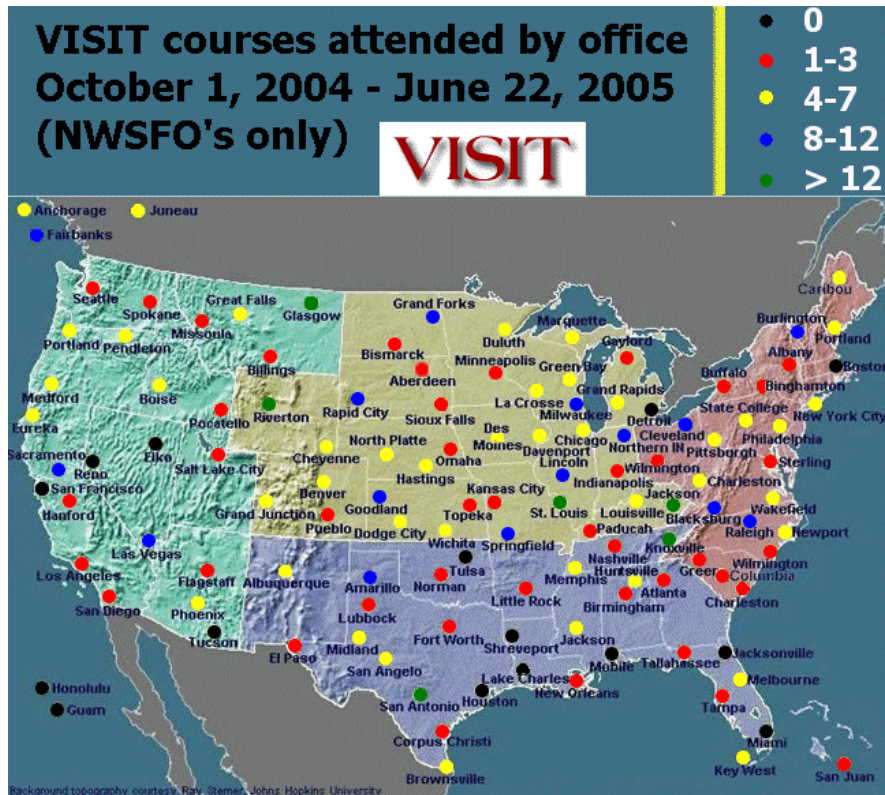 VISIT courses attended by office
October 1, 2004 - June 22, 2005
(NWSFO's only)
VISIT
0
1-3
4-7
8-12
> 12
Anchorage
Juneau
Fairbanks
Seattle
Spokane
Great Falls
Glasgow
Missoula
Portland
Pendleton
Billings
Medford
Boise
Pocatello
Riverton
Eureka
Sacramento
Reno
Elko
Salt Lake City
San Francisco
Hanford
Las Vegas
Los Angeles
San Diego
Flagstaff
Phoenix
Tucson
Grand Junction
Cheyenne
Denver
Pueblo
Grand Forks
Bismarck
Aberdeen
Rapid City
Sioux Falls
North Platte
Omaha
Hastings
Goodland
Dodge City
Topeka
Wichita
Kansas City
Springfield
St. Louis
Duluth
Minneapolis
Marquette
Green Bay
La Crosse
Milwaukee
Des
Moines
Davenport
Chicago
Lincoln
Gaylord
Grand Rapids
Detroit
Northern IN
Indianapolis
Wilmington
Cleveland
Louisville
Jackson
Paducah
Caribou
Burlington
Portland
Albany
Boston
Buffalo
Binghamton
State College
New York City
Philadelphia
Pittsburgh
Sterling
Charleston
Wakefield
Blacksburg
Raleigh
Newport
Wilmington
Knoxville
Nashville
Huntsville
Memphis
Greer
Columbia
Charleston
Atlanta
Birmingham
Albuquerque
Amarillo
Lubbock
El Paso
Midland
San Angelo
Norman
Tulsa
Little Rock
Fort Worth
Shreveport
Jackson
Lake Charles
New Orleans
Mobile
Tallahassee
Jacksonville
Melbourne
Tampa
Miami
Key West
San Juan
San Antonio
Houston
Corpus Christi
Brownsville
Honolulu
Guam
Background topography courtesy, Ray Sterner, Johns Hopkins University